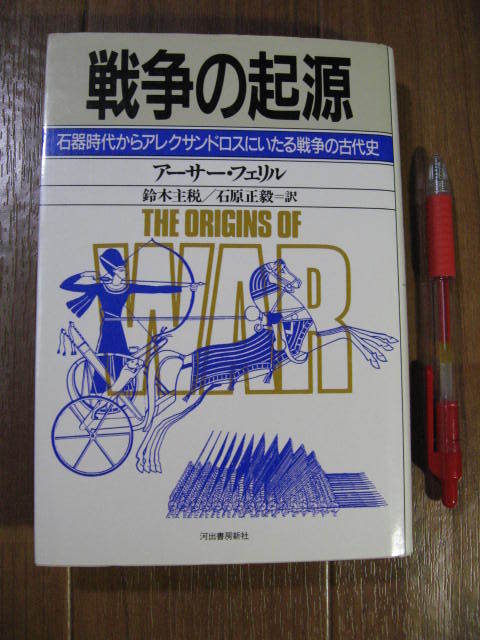 戦争の起源
石器時代からアレクサンドロスにいたる戦争の古代史
アーサー・フェリル
鈴木主税／石原正毅＝訳
THE ORIGINS OF
WAR
河出書房新社